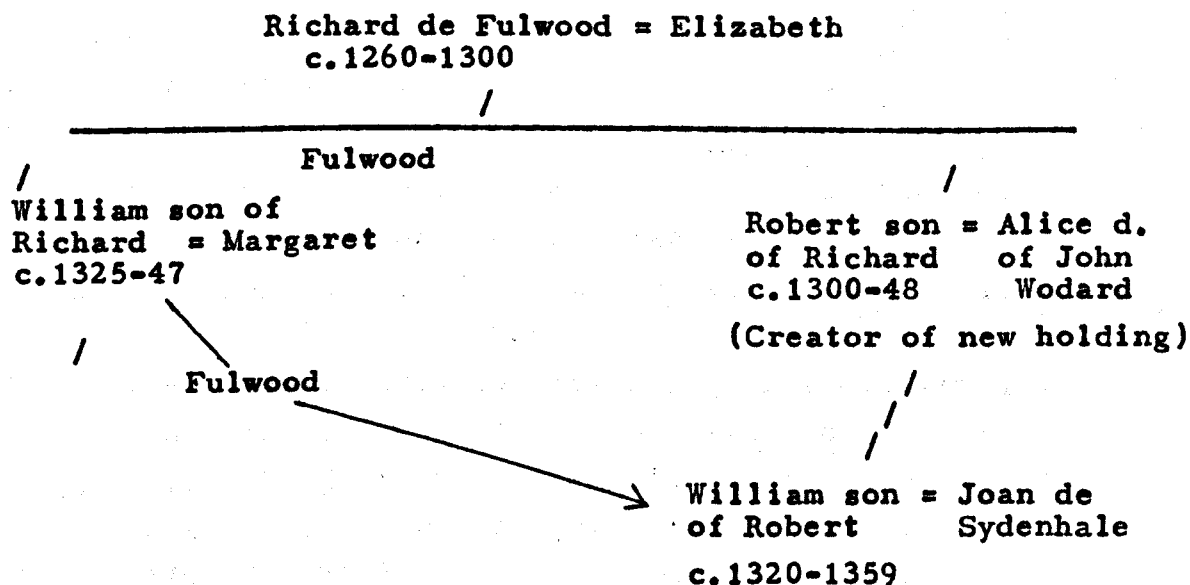 Richard de Fulwood = Elizabeth
c.1260-1300
Fulwood
William son of
Richard = Margaret
c.1325-47
Robert son = Alice d.
of Richard of John
c.1300-48 Wodard
(Creator of new holding)
Fulwood
William son = Joan de
of Robert Sydenhale
c.1320-1359